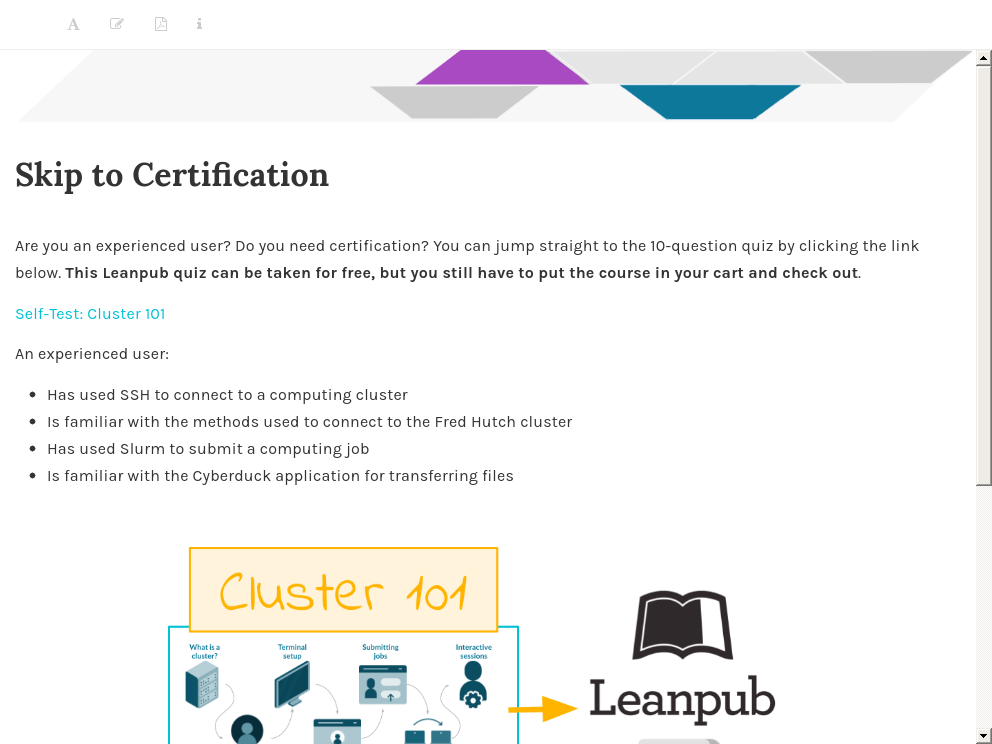 Skip to Certification
Are you an experienced user? Do you need certification? You can jump straight to the 10-question quiz by clicking the link
below. This Leanpub quiz can be taken for free, but you still have to put the course in your cart and check out.
Self-Test: Cluster 101
An experienced user:
Has used SSH to connect to a computing cluster
Is familiar with the methods used to connect to the Fred Hutch cluster
Has used Slurm to submit a computing job
Is familiar with the Cyberduck application for transferring files
Cluster 101
What is a
cluster?
Terminal
setup
Submitting
jobs
Interactive
sessions
Leanpub